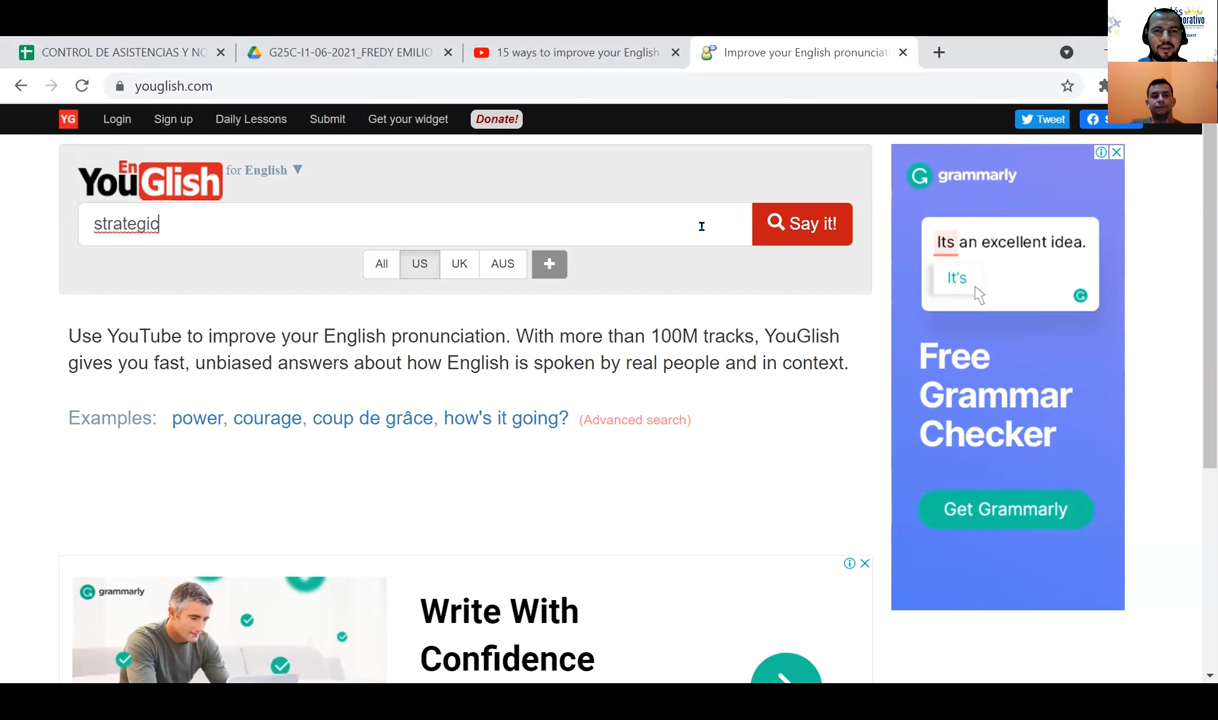 CONTROL DE ASISTENCIAS Y NO
G25C-I1-06-2021_FREDY EMILIO
15 ways to improve your English
Improve your English pronunciati
youglish.com
YG
Login
Sign up
Daily Lessons
Submit
Get your widget
Donate!
Tweet
YouGlish
En
for English ▼
strategid
Say it!
All
US
UK
AUS
Use YouTube to improve your English pronunciation. With more than 100M tracks, YouGlish
gives you fast, unbiased answers about how English is spoken by real people and in context.
Examples: power, courage, coup de grâce, how's it going? (Advanced search)
grammarly
Its an excellent idea.
It's
Free
Grammar
Checker
Get Grammarly
grammarly
Write With
Confidence